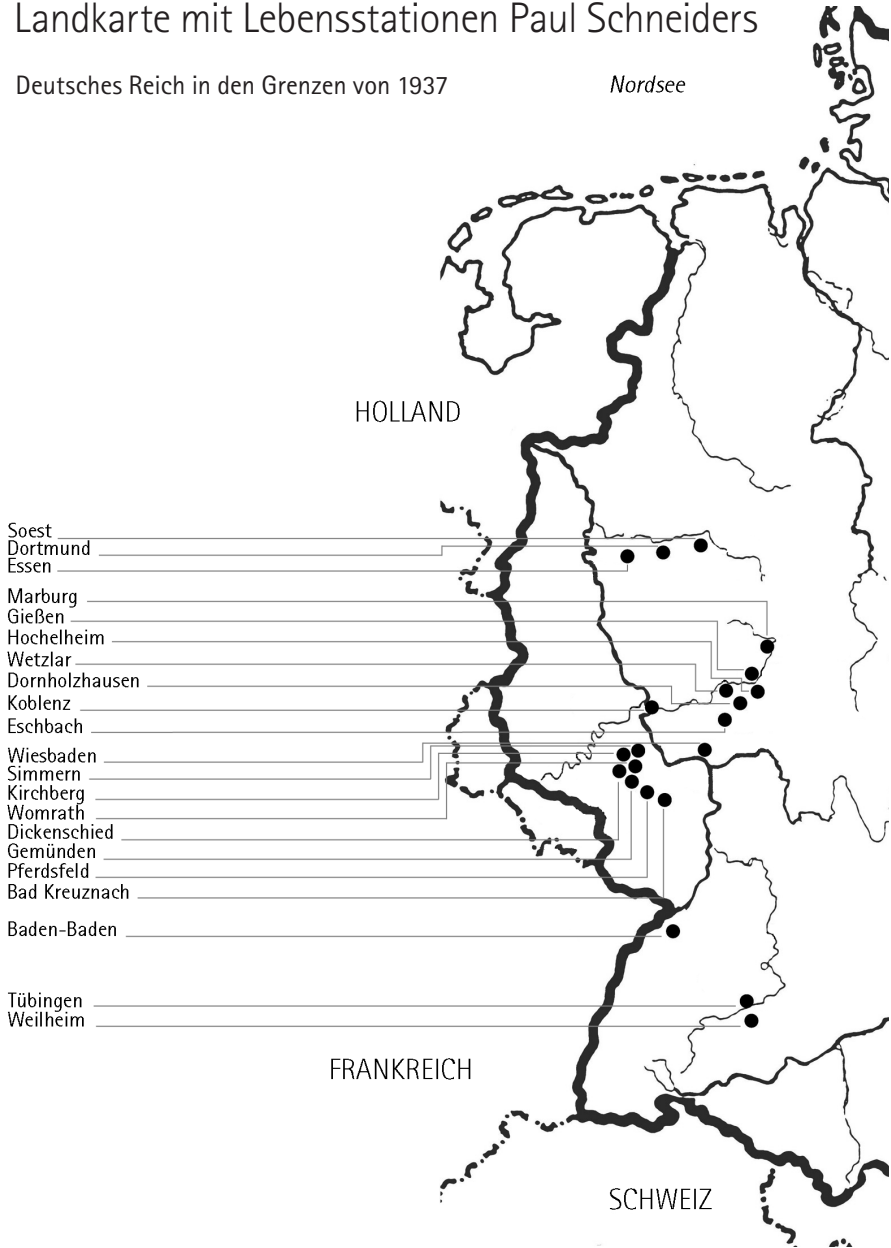 Landkarte mit Lebensstationen Paul Schneiders
Deutsches Reich in den Grenzen von 1937
Nordsee
HOLLAND
Soest
Dortmund
Essen
Marburg
Gießen
Hochelheim
Wetzlar
Dornholzhausen
Koblenz
Eschbach
Wiesbaden
Simmern
Kirchberg
Womrath
Dickenschied
Gemünden
Pferdsfeld
Bad Kreuznach
Baden-Baden
Tübingen
Weilheim
FRANKREICH
SCHWEIZ